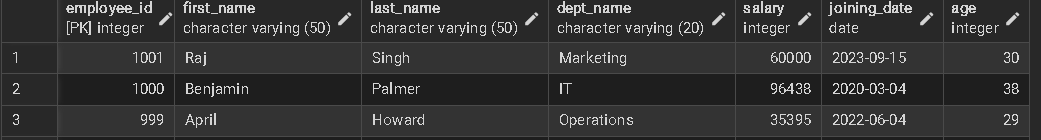 employee_id first_name last_name dept_name salary joining_date age
[PK] integer character varying (50) character varying (50) character varying (20) integer date integer
1 1001 Raj Singh Marketing 60000 2023-09-15 30
2 1000 Benjamin Palmer IT 96438 2020-03-04 38
3 999 April Howard Operations 35395 2022-06-04 29